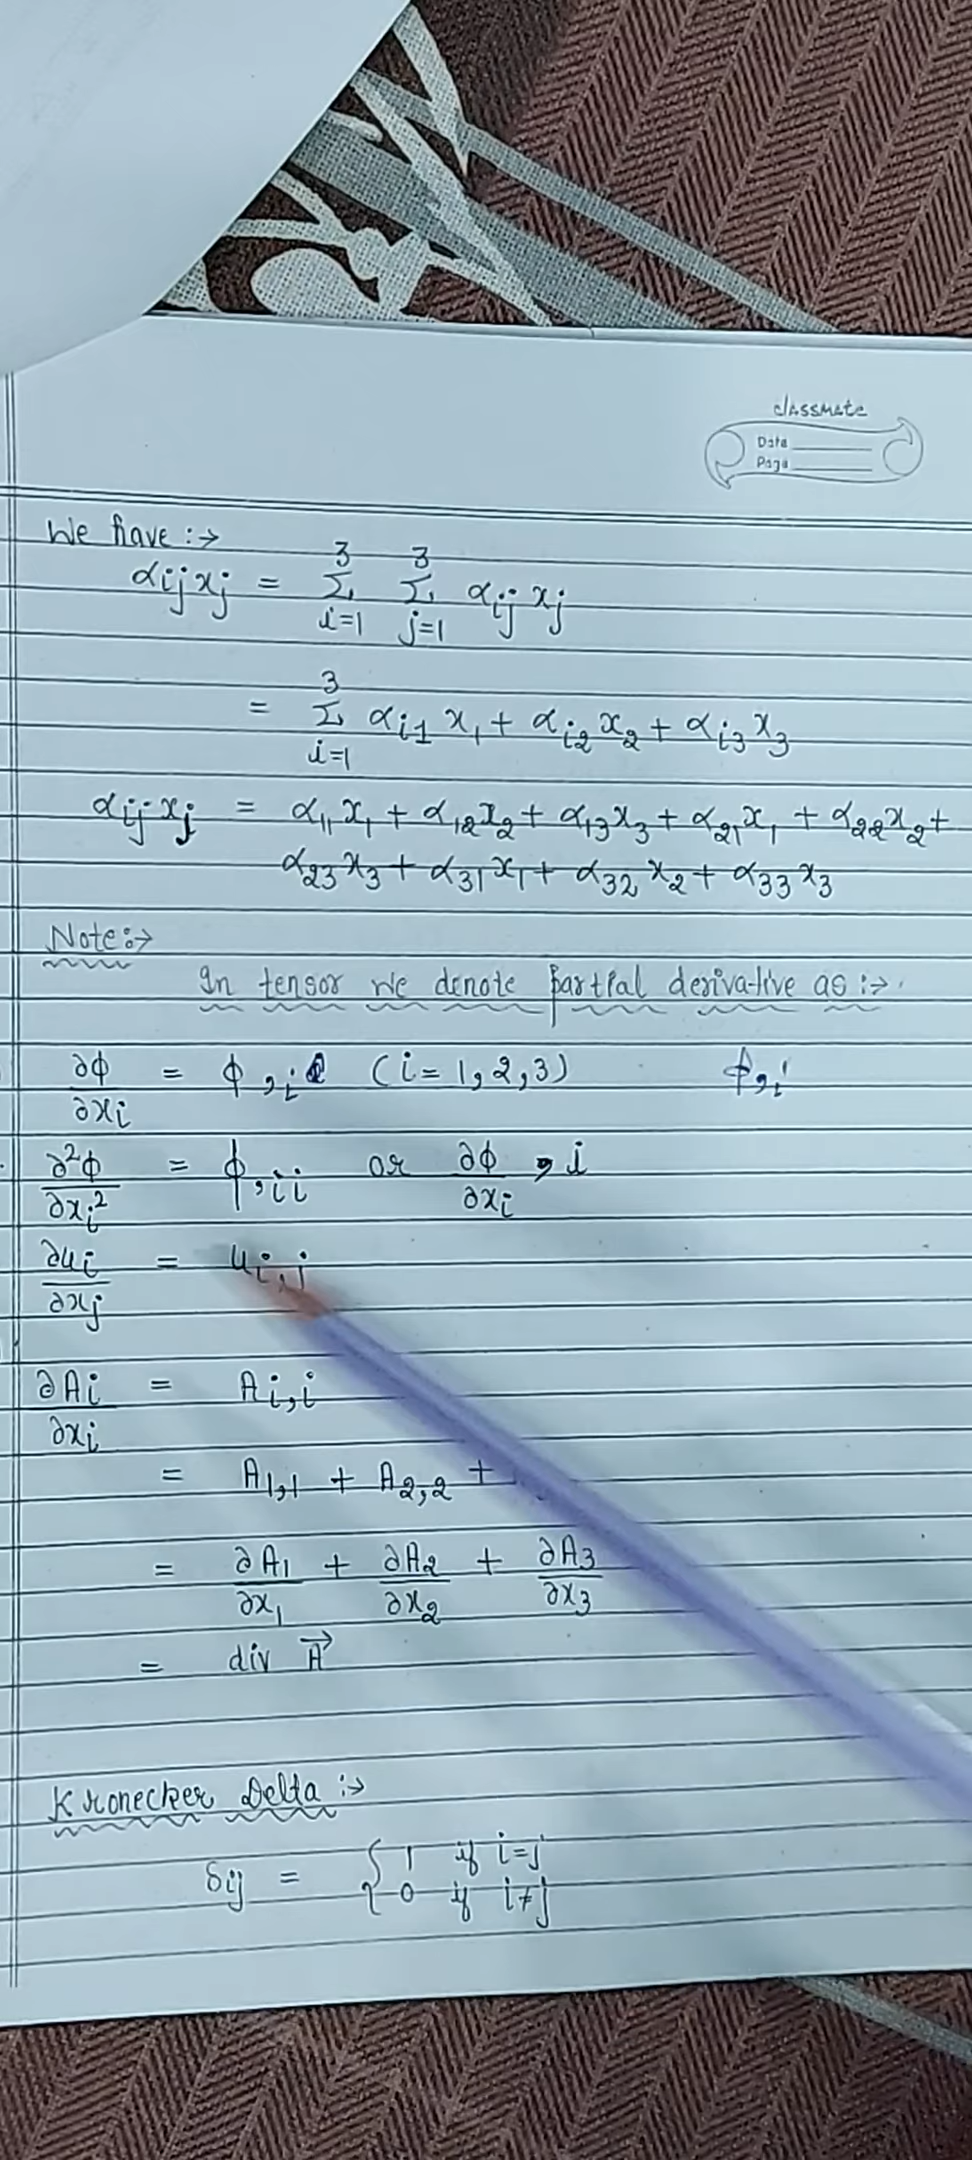 classmate
Date
Page
We have :→
αij xj = 3 Σ i=1 3 Σ j=1 αij xj
= 3 Σ i=1 αi1 x1 + αi2 x2 + αi3 x3
αij xj = α11 x1 + α12 x2 + α13 x3 + α21 x1 + α22 x2 +
α23 x3 + α31 x1 + α32 x2 + α33 x3
Note :→
In tensor we denote partial derivative as :→
∂ϕ/∂xi = ϕ,i (i = 1, 2, 3) ϕ,i
∂²ϕ/∂xi² = ϕ,ii or ∂ϕ/∂xi , i
∂ui/∂xj = ui,j
∂Ai/∂xi = Ai,i
= A1,1 + A2,2 +
= ∂A1/∂x1 + ∂A2/∂x2 + ∂A3/∂x3
= div A⃗
Kronecker Delta :→
δij = { 1 if i=j
0 if i≠j